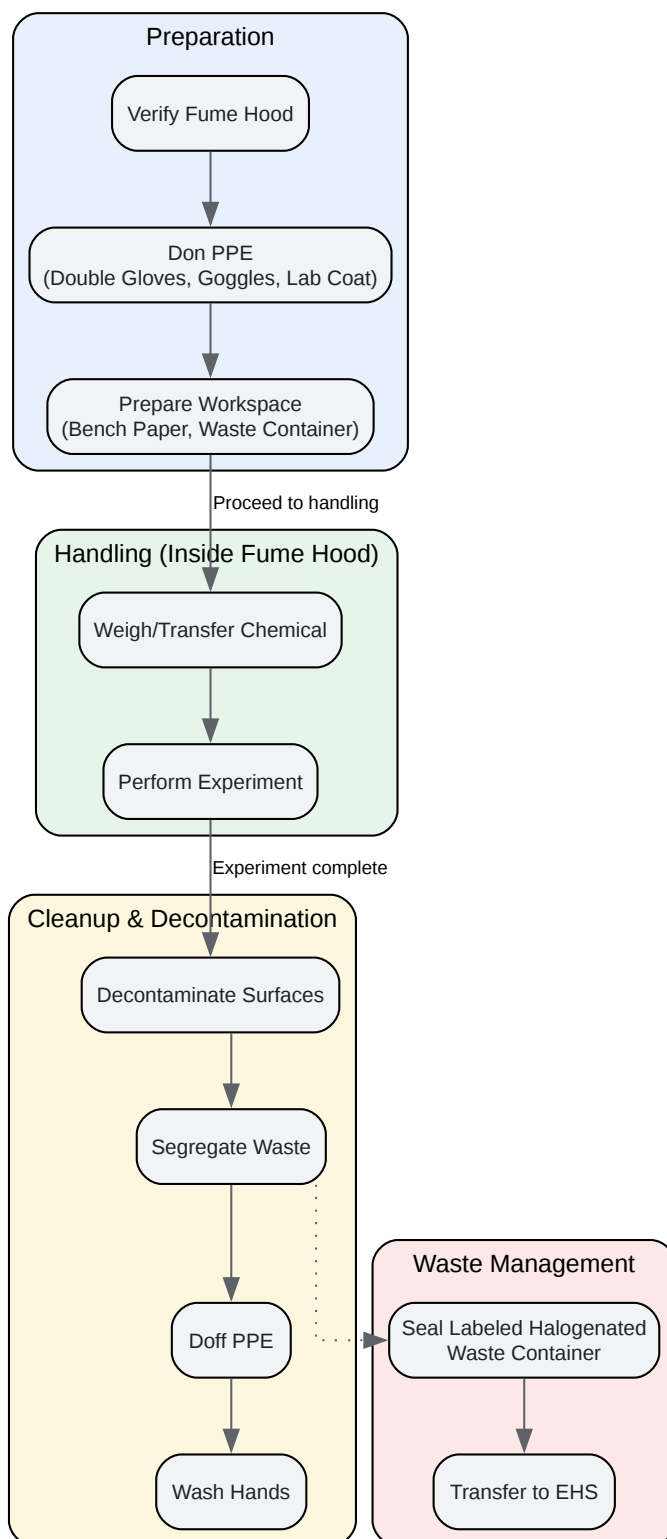 Preparation
Verify Fume Hood
Don PPE
(Double Gloves, Goggles, Lab Coat)
Prepare Workspace
(Bench Paper, Waste Container)
Proceed to handling
Handling (Inside Fume Hood)
Weigh/Transfer Chemical
Perform Experiment
Experiment complete
Cleanup & Decontamination
Decontaminate Surfaces
Segregate Waste
Waste Management
Doff PPE
Seal Labeled Halogenated
Waste Container
Wash Hands
Transfer to EHS